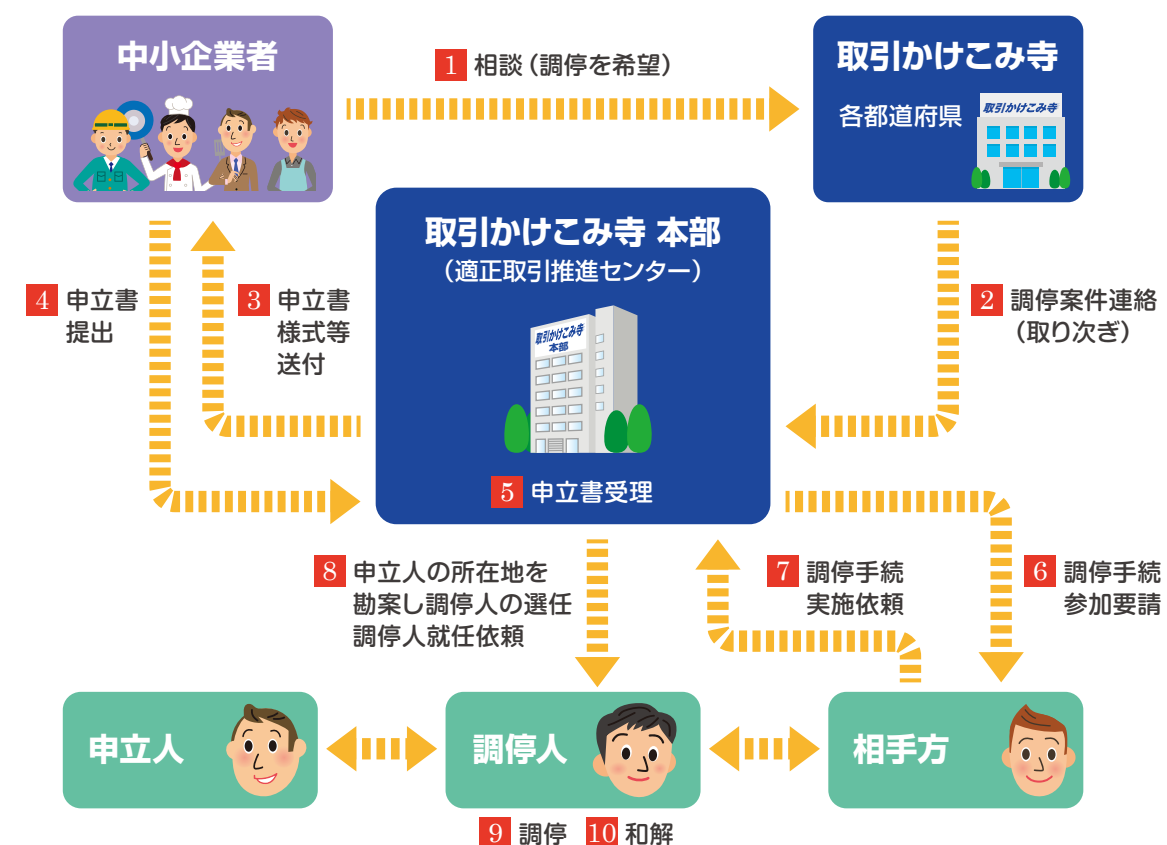 中小企業者
1 相談（調停を希望）
取引かけこみ寺
各都道府県
取引かけこみ寺
取引かけこみ寺 本部
（適正取引推進センター）
取引かけこみ寺
本部
2 調停案件連絡
（取り次ぎ）
3 申立書
様式等
送付
4 申立書
提出
5 申立書受理
6 調停手続
参加要請
7 調停手続
実施依頼
8 申立人の所在地を
勘案し調停人の選任
調停人就任依頼
申立人
調停人
相手方
9 調停 10 和解